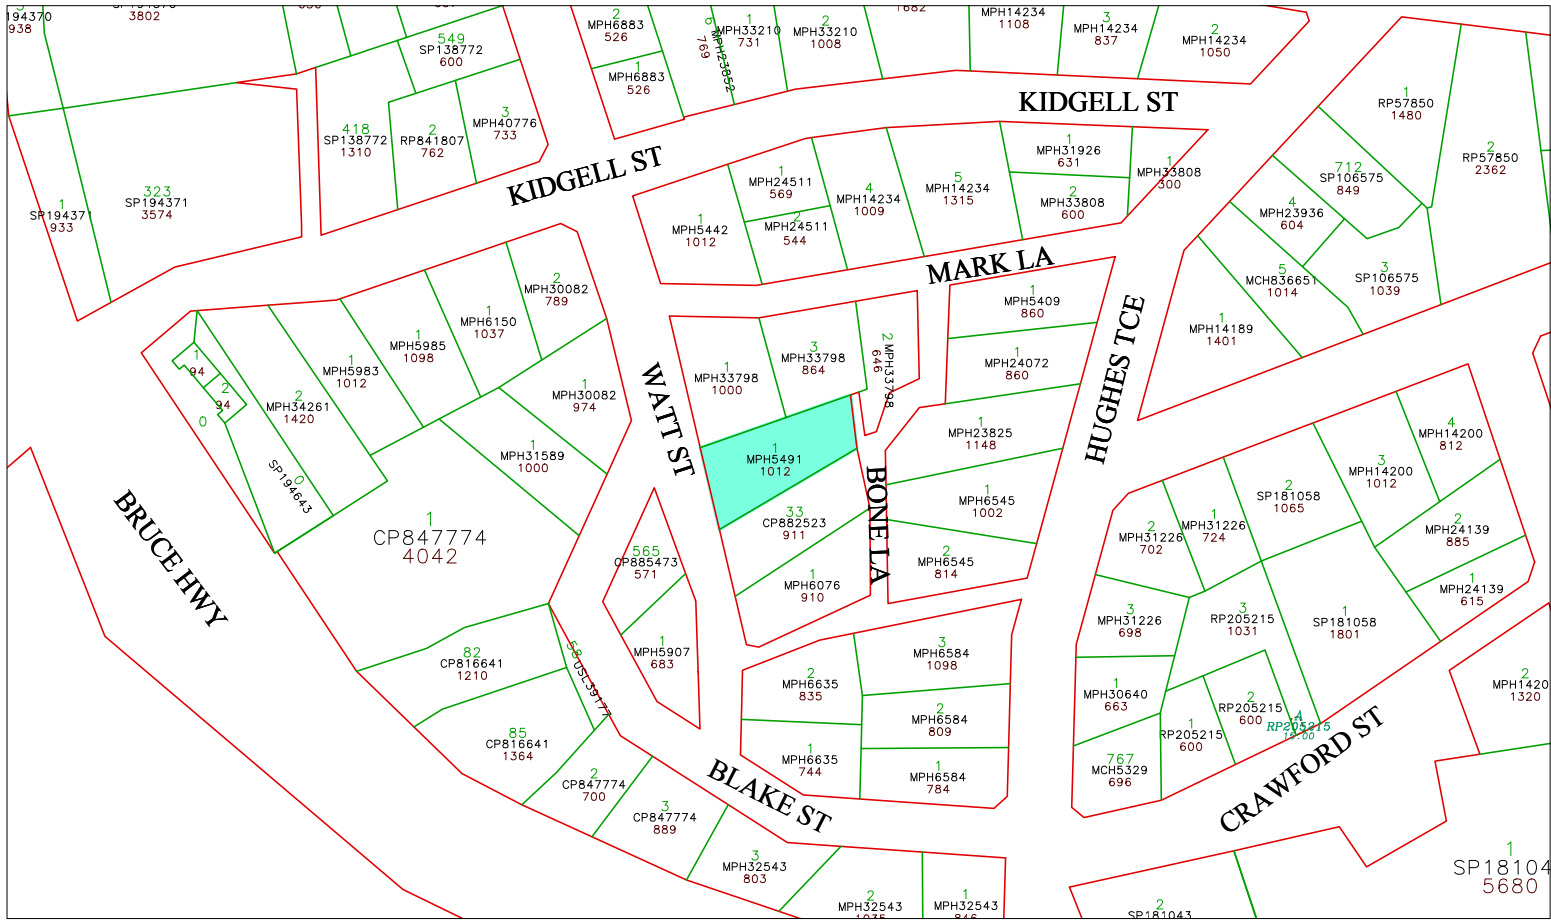 194370
938
3802
549
SP138772
600
2
MPH6883
526
1
MPH6883
526
6
MPH23852
769
1
MPH33210
731
2
MPH33210
1008
1682
MPH14234
1108
3
MPH14234
837
2
MPH14234
1050
KIDGELL ST
1
RP57850
1480
2
RP57850
2362
418
SP138772
1310
2
RP841807
762
3
MPH40776
733
KIDGELL ST
1
SP194371
933
323
SP194371
3574
1
MPH5442
1012
1
MPH24511
569
2
MPH24511
544
4
MPH14234
1009
5
MPH14234
1315
1
MPH31926
631
2
MPH33808
600
1
MPH33808
300
712
SP106575
849
4
MPH23936
604
5
MCH836651
1014
3
SP106575
1039
1
MPH14189
1401
MARK LA
2
MPH30082
789
1
MPH6150
1037
1
MPH5985
1098
1
MPH5983
1012
2
MPH34261
1420
1
94
2
94
0
0
SP194643
1
MPH30082
974
1
MPH31589
1000
WATT ST
1
MPH33798
1000
3
MPH33798
864
2
MPH33798
646
1
MPH5409
860
1
MPH24072
860
HUGHES TCE
1
MPH23825
1148
1
MPH5491
1012
BONE LA
1
MPH6545
1002
2
MPH6545
814
33
CP882523
911
1
MPH6076
910
4
MPH14200
812
3
MPH14200
1012
2
SP181058
1065
1
MPH31226
724
2
MPH31226
702
2
MPH24139
885
1
MPH24139
615
BRUCE HWY
1
CP847774
4042
565
CP885473
571
1
MPH5907
683
3
MPH31226
698
3
RP205215
1031
1
SP181058
1801
82
CP816641
1210
58
USL39177
85
CP816641
1364
2
MPH6635
835
1
MPH6635
744
3
MPH6584
1098
2
MPH6584
809
1
MPH6584
784
1
MPH30640
663
767
MCH5329
696
1
RP205215
600
2
RP205215
600
A
RP205215
CRAWFORD ST
2
MPH1420
1320
BLAKE ST
2
CP847774
700
3
CP847774
889
3
MPH32543
803
2
MPH32543
1035
1
MPH32543
846
2
SP181043
1
SP18104
5680